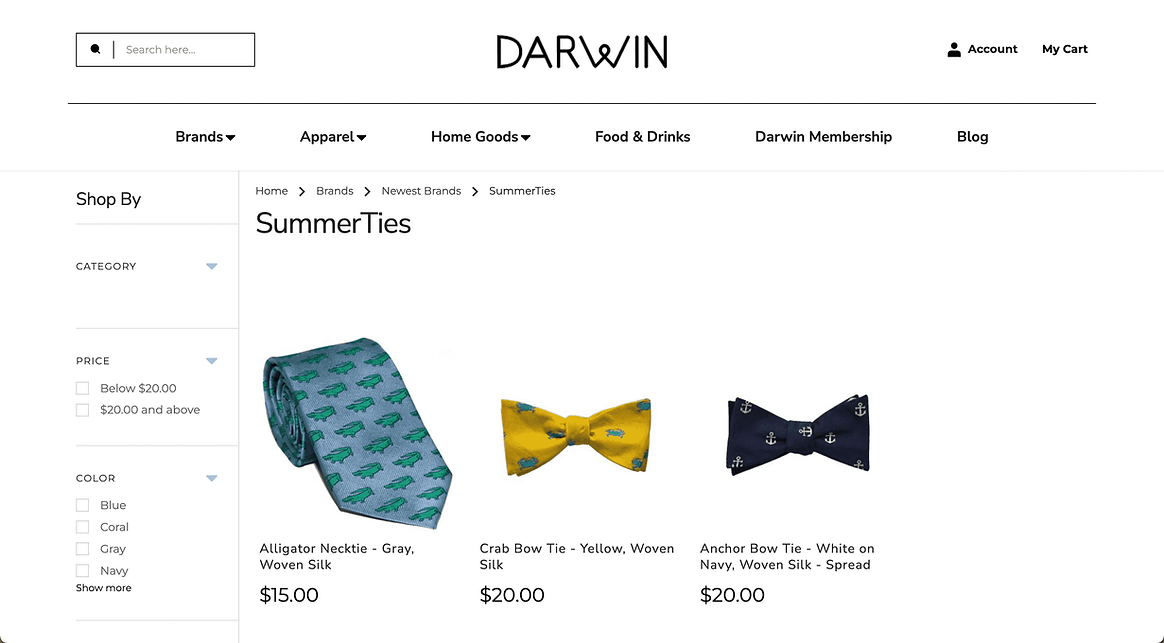 Search here...
DARWIN
Account
My Cart
Brands
Apparel
Home Goods
Food & Drinks
Darwin Membership
Blog
Shop By
CATEGORY
PRICE
Below $20.00
$20.00 and above
COLOR
Blue
Coral
Gray
Navy
Show more
Home
Brands
Newest Brands
SummerTies
SummerTies
Alligator Necktie - Gray,
Woven Silk
$15.00
Crab Bow Tie - Yellow, Woven
Silk
$20.00
Anchor Bow Tie - White on
Navy, Woven Silk - Spread
$20.00